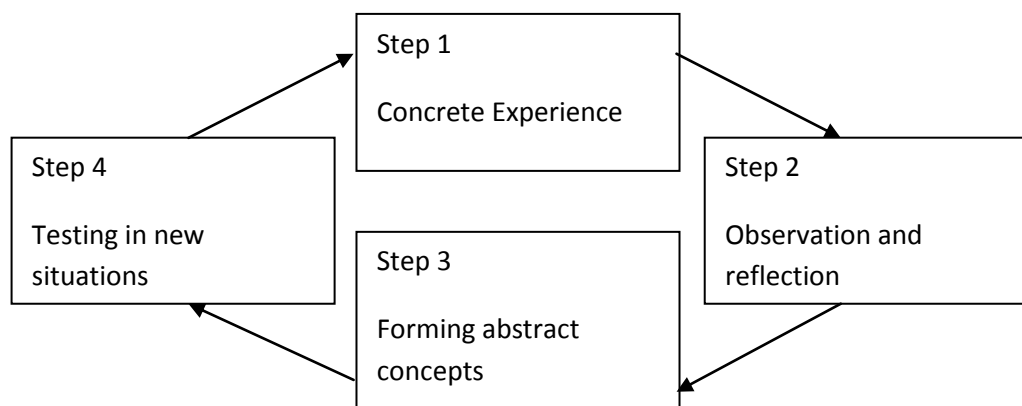 Step 1
Concrete Experience
Step 2
Observation and
reflection
Step 3
Forming abstract
concepts
Step 4
Testing in new
situations